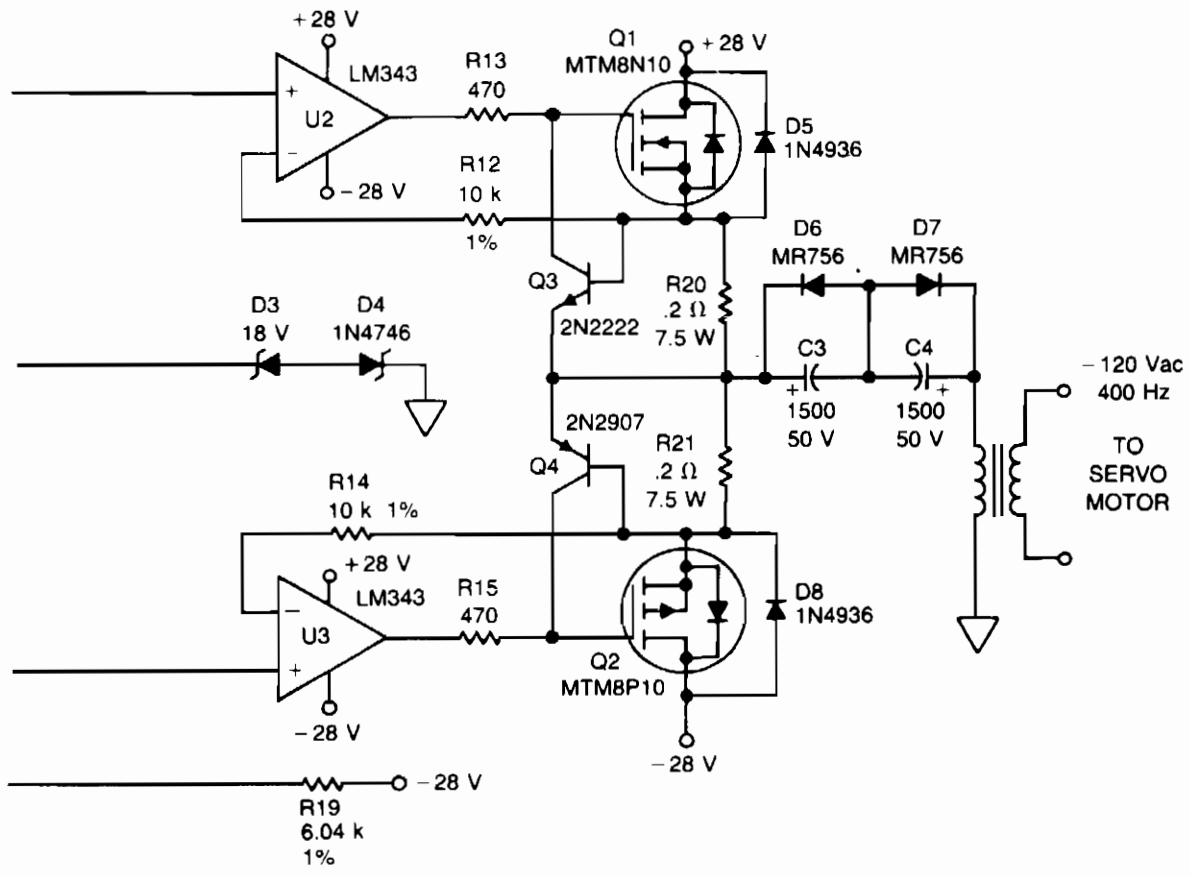 +28 V
LM343
+
U2
−
−28 V
R13
470
R12
10 k
1%
Q1
MTM8N10
+28 V
D5
1N4936
D6
MR756
D7
MR756
Q3
2N2222
R20
.2 Ω
7.5 W
D3
18 V
D4
1N4746
C3
+
1500
50 V
C4
+
1500
50 V
−120 Vac
400 Hz
TO
SERVO
MOTOR
2N2907
Q4
R21
.2 Ω
7.5 W
R14
10 k 1%
+28 V
LM343
−
U3
+
−28 V
R15
470
Q2
MTM8P10
D8
1N4936
−28 V
−28 V
R19
6.04 k
1%